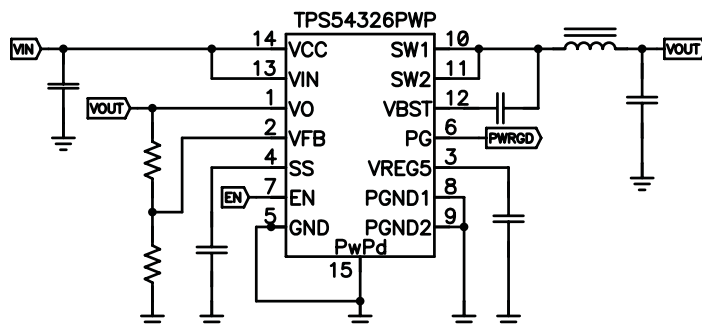 TPS54326PWP
VIN
14 VCC SW1 10
VOUT
13 VIN SW2 11
VOUT
1 VO VBST 12
2 VFB PG 6 PWRGD
4 SS VREG5 3
EN
7 EN PGND1 8
5 GND PGND2 9
PwPd
15